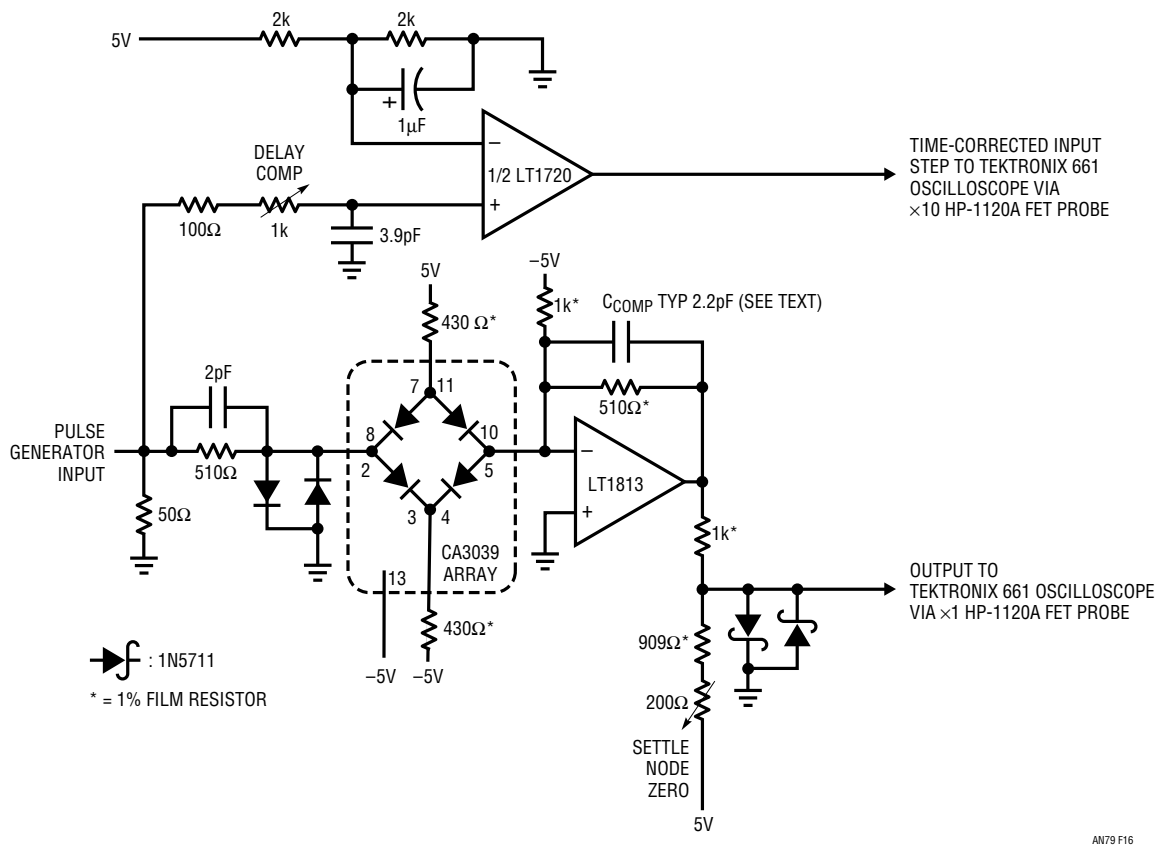 2k
2k
5V
+
1µF
DELAY
COMP
–
1/2 LT1720
+
TIME-CORRECTED INPUT
STEP TO TEKTRONIX 661
OSCILLOSCOPE VIA
×10 HP-1120A FET PROBE
100Ω
1k
3.9pF
5V
–5V
430 Ω*
1k*
CCOMP TYP 2.2pF (SEE TEXT)
2pF
7
11
510Ω*
PULSE
GENERATOR
INPUT
510Ω
8
10
2
5
–
LT1813
+
50Ω
3
4
1k*
CA3039
ARRAY
13
OUTPUT TO
TEKTRONIX 661 OSCILLOSCOPE
VIA ×1 HP-1120A FET PROBE
430Ω*
909Ω*
: 1N5711
–5V
–5V
* = 1% FILM RESISTOR
200Ω
SETTLE
NODE
ZERO
5V
AN79 F16